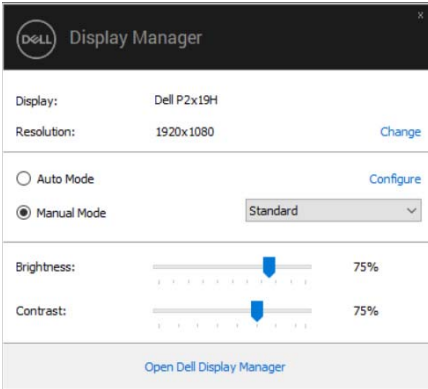 DELL Display Manager
x
Display: Dell P2x19H
Resolution: 1920x1080 Change
Auto Mode Configure
Manual Mode Standard
Brightness: 75%
Contrast: 75%
Open Dell Display Manager